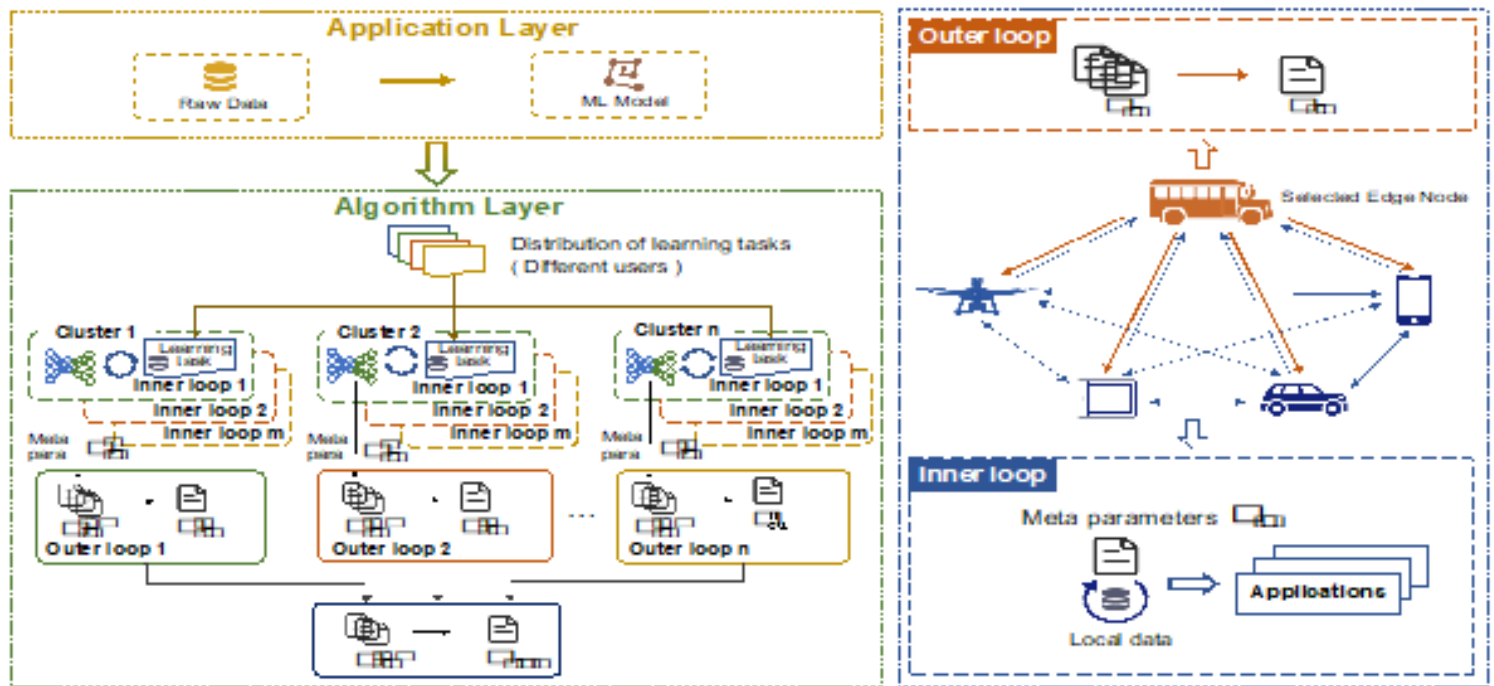 Application Layer
Raw Data
ML Model
Algorithm Layer
Distribution of learning tasks
( Different users )
Cluster 1
Learning
task
Inner loop 1
Inner loop 2
Inner loop m
Meta
para
Cluster 2
Learning
task
Inner loop 1
Inner loop 2
Inner loop m
Meta
para
Cluster n
Learning
task
Inner loop 1
Inner loop 2
Inner loop m
Meta
para
Outer loop 1
Outer loop 2
...
Outer loop n
Outer loop
Selected Edge Node
Inner loop
Meta parameters
Applications
Local data